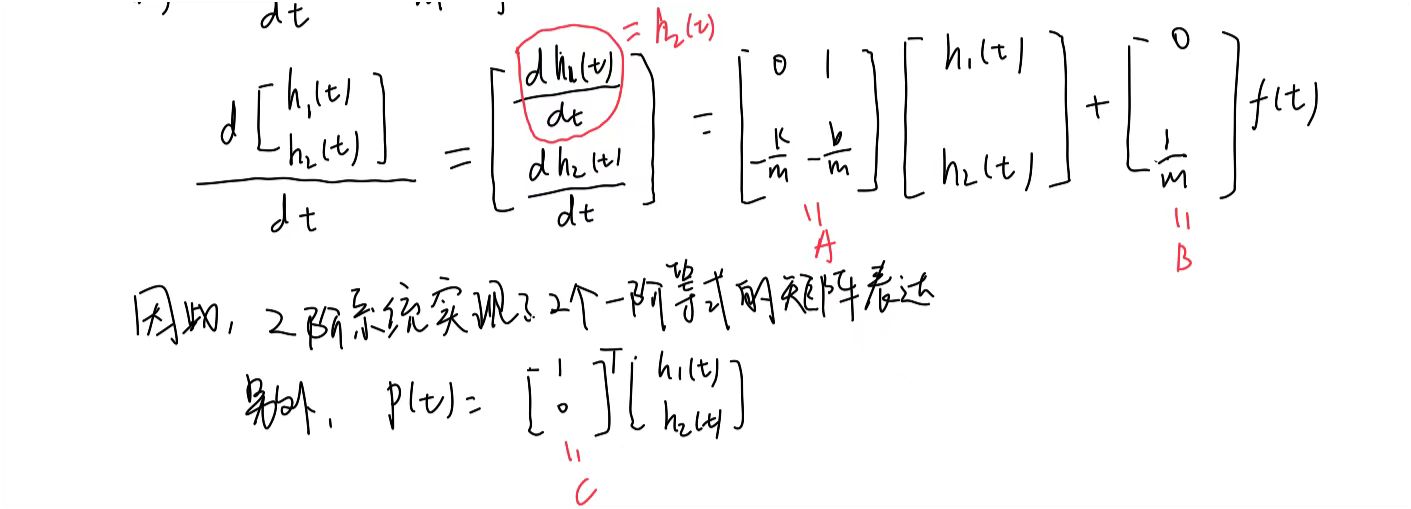 dt
d [h₁(t) h₂(t)] / dt = [dh₁(t)/dt dh₂(t)/dt] = [0 1 -k/m -b/m] [h₁(t) h₂(t)] + [0 1/m] f(t)
= h₂(t)
= A
= B
因此, 2阶系统实现了2个一阶等式的矩阵表达
另外, p(t) = [1 0]ᵀ [h₁(t) h₂(t)]
= C